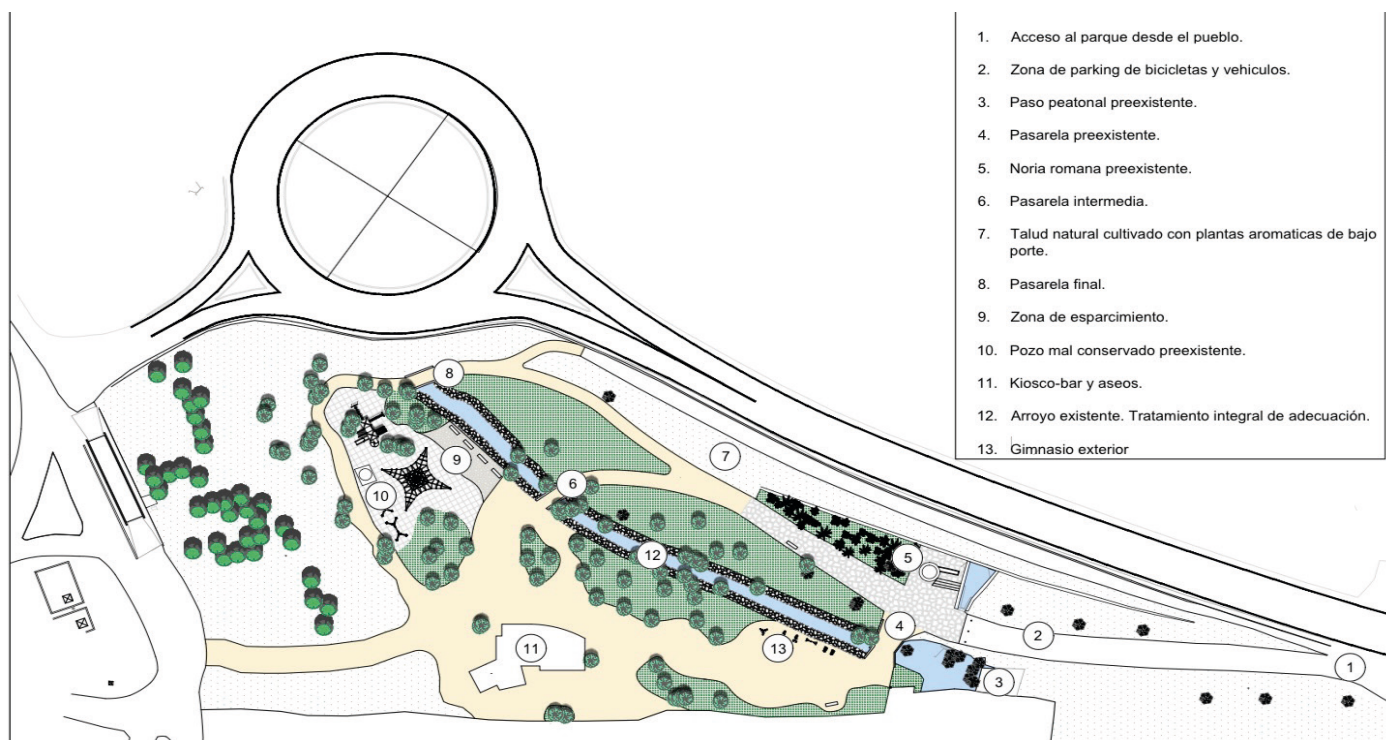 1. Acceso al parque desde el pueblo.
2. Zona de parking de bicicletas y vehiculos.
3. Paso peatonal preexistente.
4. Pasarela preexistente.
5. Noria romana preexistente.
6. Pasarela intermedia.
7. Talud natural cultivado con plantas aromaticas de bajo
porte.
8. Pasarela final.
9. Zona de esparcimiento.
10. Pozo mal conservado preexistente.
11. Kiosco-bar y aseos.
12. Arroyo existente. Tratamiento integral de adecuación.
13. Gimnasio exterior
8
9
7
6
10
12
5
4
2
13
11
3
1